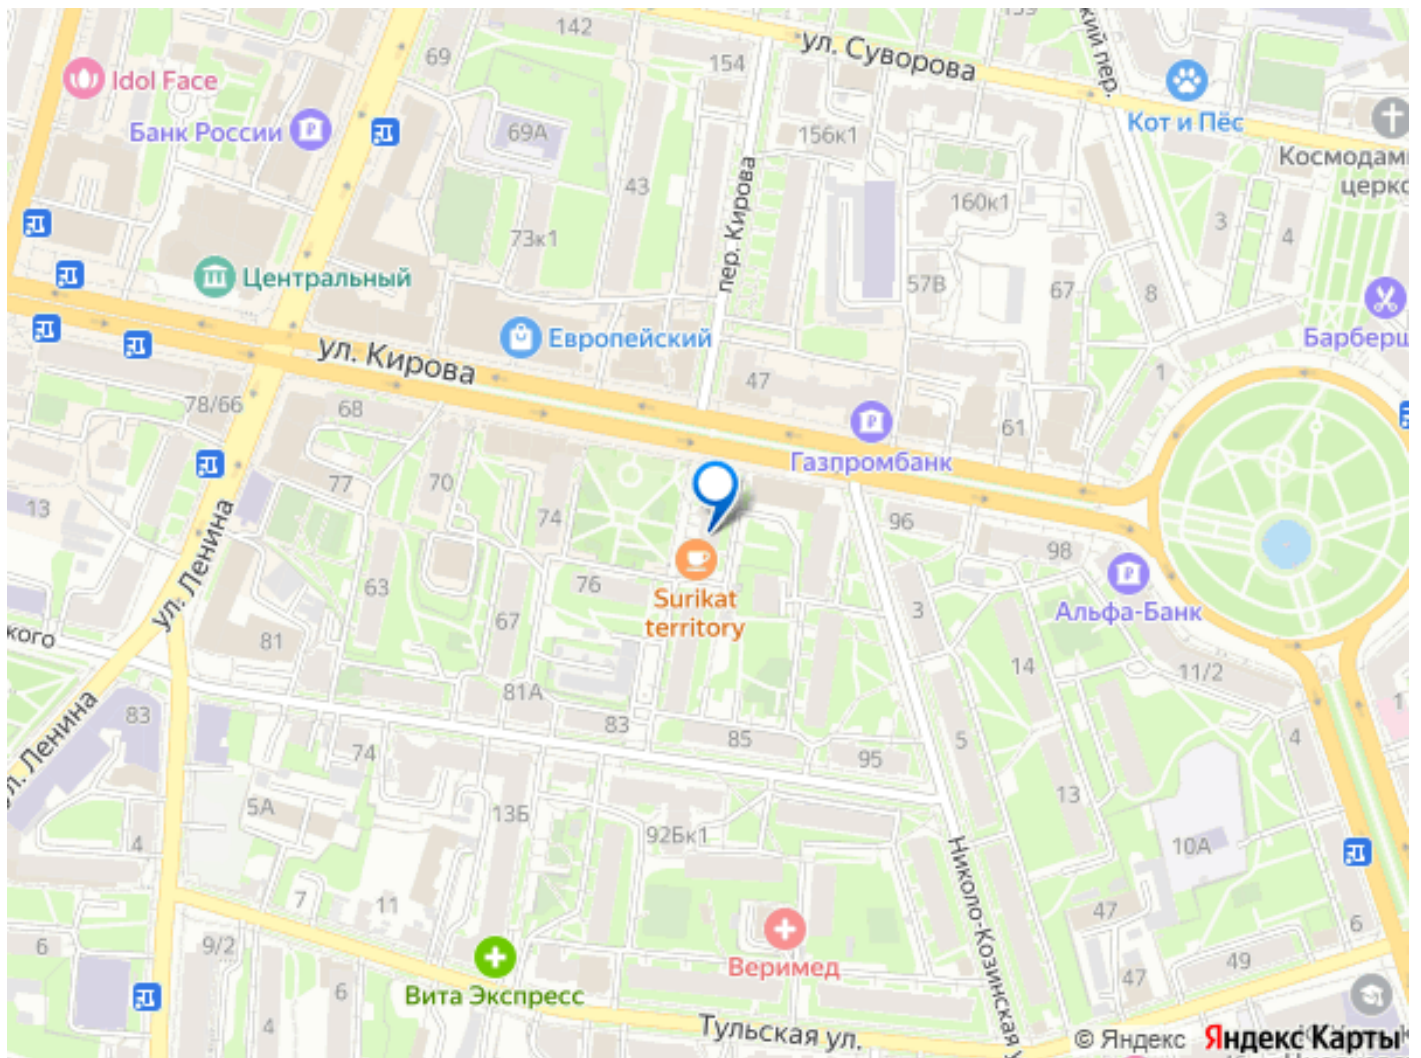 142
159
ул. Суворова
69
154
Idol Face
Банк России
69А
156к1
Кот и Пёс
Космодам
церко
43
пер. Кирова
160к1
3
4
73к1
Центральный
57В
67
8
Барберш
Европейский
ул. Кирова
47
1
78/66
68
61
Газпромбанк
77
70
74
13
96
98
ул. Ленина
63
76
Surikat
territory
67
3
Альфа-Банк
кого
81
14
11/2
81А
83
83
85
5
4
1
ул. Ленина
74
95
5А
13Б
92Бк1
13
10А
4
Николо-Козинская у
7
11
47
6
6
9/2
Веримед
49
47
Вита Экспресс
6
4
Тульская ул.
© Яндекс Яндекс Карты